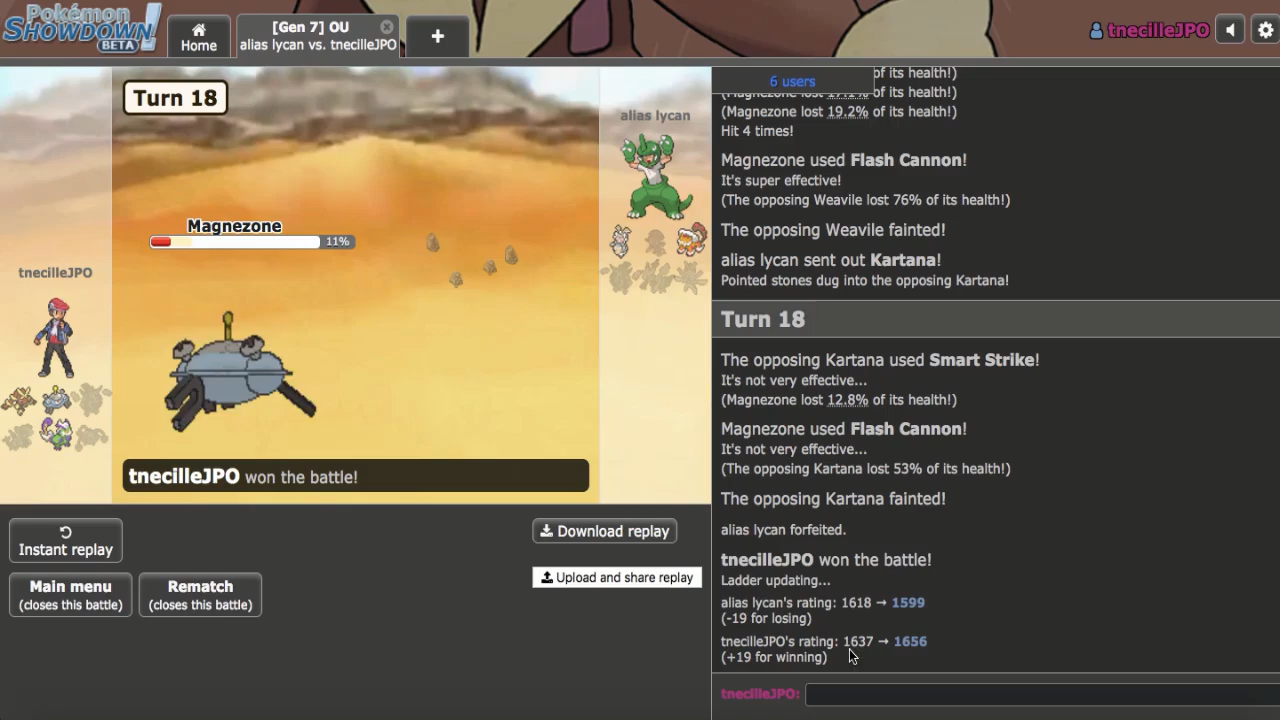 Pokémon
SHOWDOWN!
BETA
Home
[Gen 7] OU
alias lycan vs. tnecilleJPO
+
tnecilleJPO
Turn 18
alias lycan
Magnezone
11%
tnecilleJPO
tnecilleJPO won the battle!
Instant replay
Download replay
Upload and share replay
Main menu
(closes this battle)
Rematch
(closes this battle)
6 users
of its health!)
(Magnezone lost 17.1% of its health!)
(Magnezone lost 19.2% of its health!)
Hit 4 times!
Magnezone used Flash Cannon!
It's super effective!
(The opposing Weavile lost 76% of its health!)
The opposing Weavile fainted!
alias lycan sent out Kartana!
Pointed stones dug into the opposing Kartana!
Turn 18
The opposing Kartana used Smart Strike!
It's not very effective...
(Magnezone lost 12.8% of its health!)
Magnezone used Flash Cannon!
It's not very effective...
(The opposing Kartana lost 53% of its health!)
The opposing Kartana fainted!
alias lycan forfeited.
tnecilleJPO won the battle!
Ladder updating...
alias lycan's rating: 1618 → 1599
(-19 for losing)
tnecilleJPO's rating: 1637 → 1656
(+19 for winning)
tnecilleJPO: